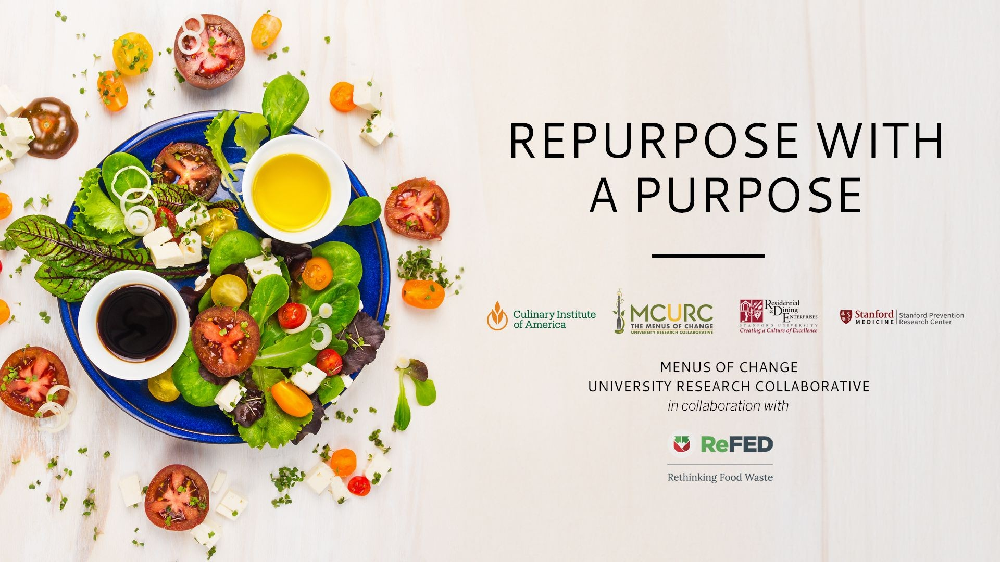 REPURPOSE WITH
A PURPOSE
Culinary Institute
of America
MCURC
THE MENUS OF CHANGE
UNIVERSITY RESEARCH COLLABORATIVE
Residential
& Dining
Enterprises
STANFORD UNIVERSITY
Creating a Culture of Excellence
Stanford
MEDICINE
Stanford Prevention
Research Center
MENUS OF CHANGE
UNIVERSITY RESEARCH COLLABORATIVE
in collaboration with
ReFED
Rethinking Food Waste